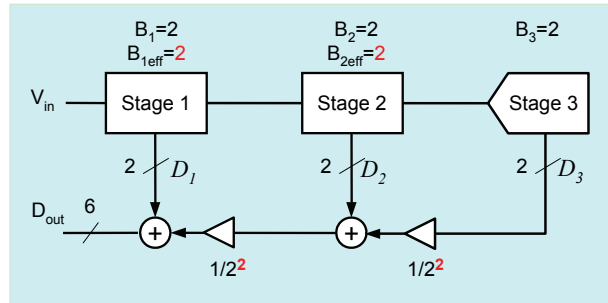 B1=2 B2=2 B3=2
B1eff=2 B2eff=2
Vin Stage 1 Stage 2 Stage 3
2 D1 2 D2 2 D3
Dout 6 + +
1/2² 1/2²